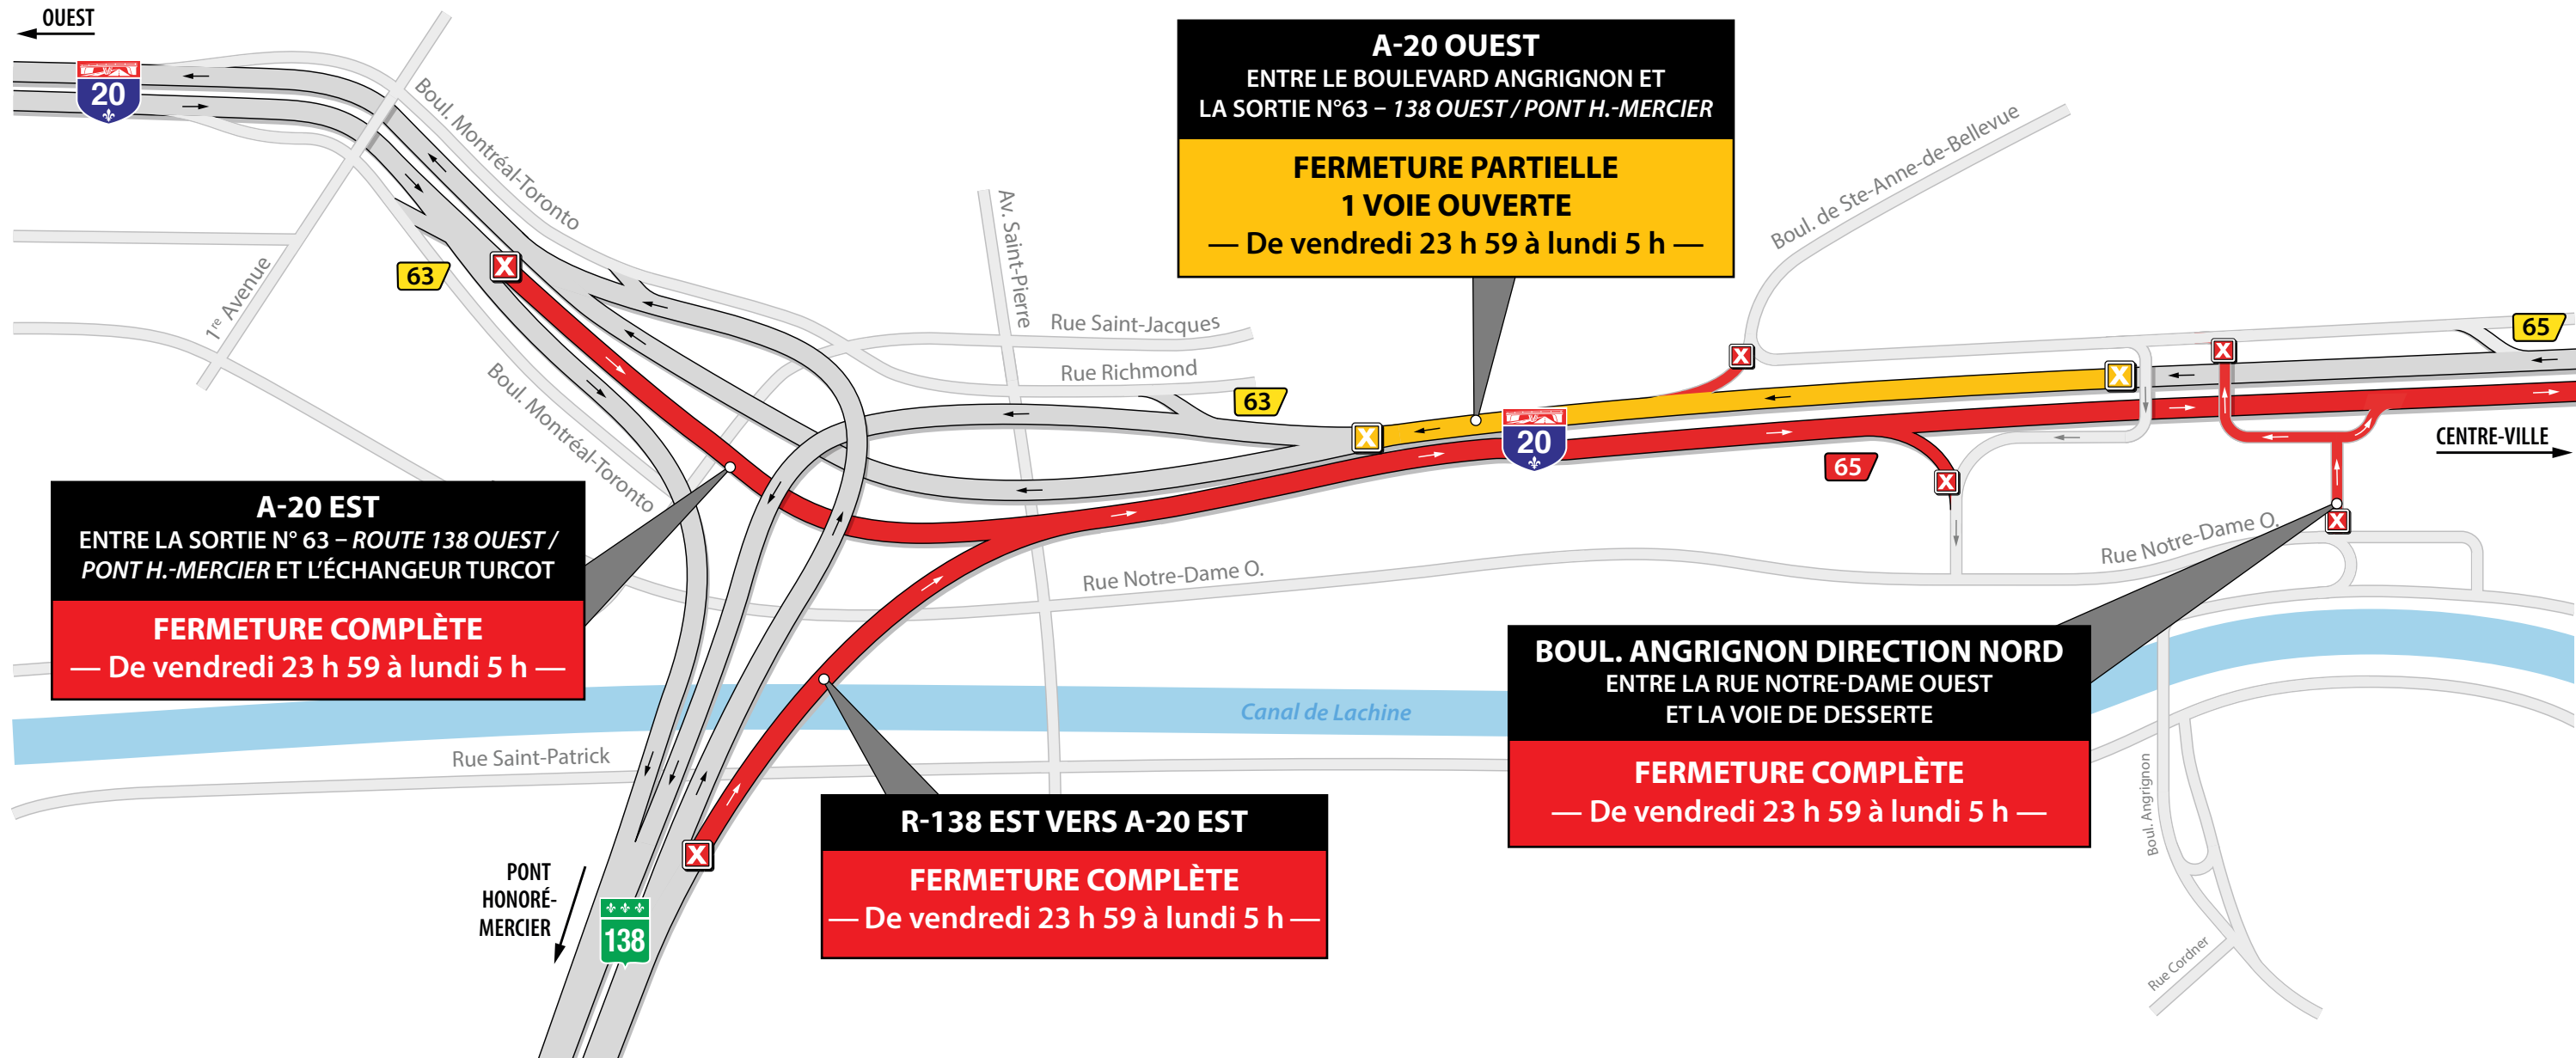 OUEST
20
Boul. Montréal-Toronto
1re Avenue
63
Boul. Montréal-Toronto
Av. Saint-Pierre
Rue Saint-Jacques
Rue Richmond
63
A-20 OUEST
ENTRE LE BOULEVARD ANGRIGNON ET
LA SORTIE N°63 – 138 OUEST / PONT H.-MERCIER
FERMETURE PARTIELLE
1 VOIE OUVERTE
— De vendredi 23 h 59 à lundi 5 h —
Boul. de Ste-Anne-de-Bellevue
65
20
65
CENTRE-VILLE
A-20 EST
ENTRE LA SORTIE N° 63 – ROUTE 138 OUEST /
PONT H.-MERCIER ET L'ÉCHANGEUR TURCOT
FERMETURE COMPLÈTE
— De vendredi 23 h 59 à lundi 5 h —
Rue Notre-Dame O.
Rue Notre-Dame O.
BOUL. ANGRIGNON DIRECTION NORD
ENTRE LA RUE NOTRE-DAME OUEST
ET LA VOIE DE DESSERTE
FERMETURE COMPLÈTE
— De vendredi 23 h 59 à lundi 5 h —
Canal de Lachine
Rue Saint-Patrick
R-138 EST VERS A-20 EST
FERMETURE COMPLÈTE
— De vendredi 23 h 59 à lundi 5 h —
PONT
HONORÉ-
MERCIER
138
Boul. Angrignon
Rue Cordner
X
X
X
X
X
X
X
X